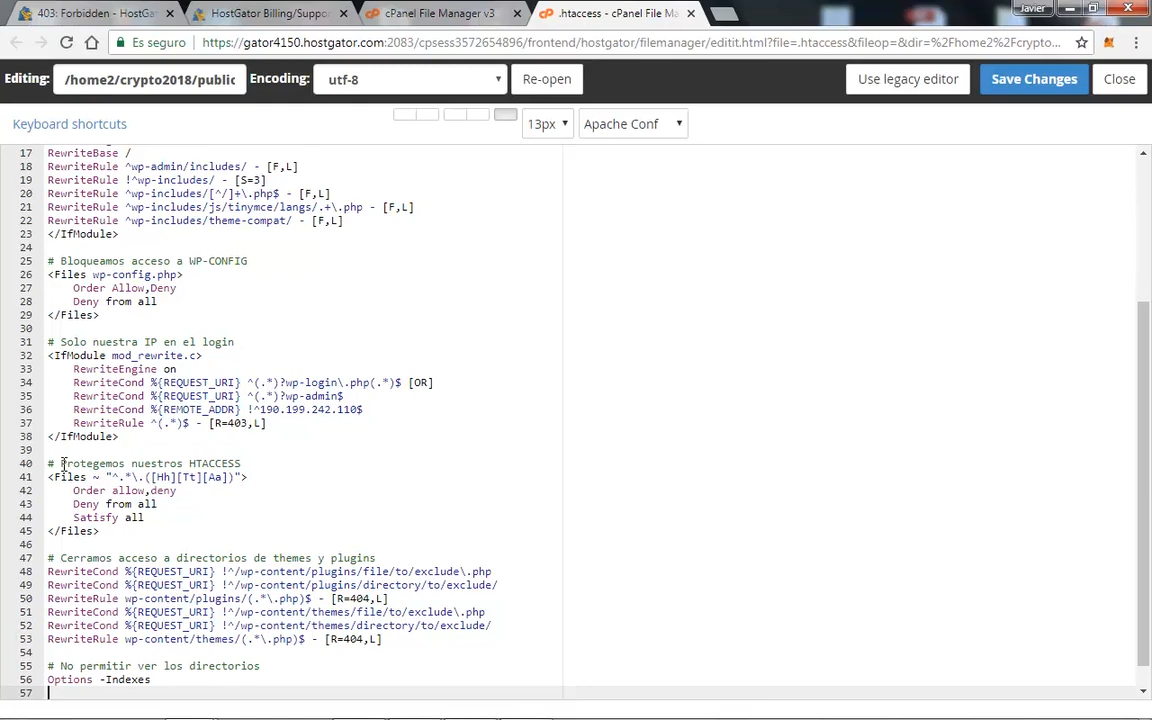 403: Forbidden - HostGa
HostGator Billing/Suppo
cPanel File Manager v3
.htaccess - cPanel File Ma
Javier
Es seguro
https://gator4150.hostgator.com:2083/cpsess3572654896/frontend/hostgator/filemanager/editit.html?file=.htaccess&fileop=&dir=%2Fhome2%2Fcrypto...
Editing: /home2/crypto2018/public Encoding: utf-8 Re-open Use legacy editor Save Changes Close
Keyboard shortcuts 13px Apache Conf
17 RewriteBase /
18 RewriteRule ^wp-admin/includes/ - [F,L]
19 RewriteRule !^wp-includes/ - [S=3]
20 RewriteRule ^wp-includes/[^/]+\.php$ - [F,L]
21 RewriteRule ^wp-includes/js/tinymce/langs/.+\.php - [F,L]
22 RewriteRule ^wp-includes/theme-compat/ - [F,L]
23 </IfModule>
24
25 # Bloqueamos acceso a WP-CONFIG
26 <Files wp-config.php>
27 Order Allow,Deny
28 Deny from all
29 </Files>
30
31 # Solo nuestra IP en el login
32 <IfModule mod_rewrite.c>
33 RewriteEngine on
34 RewriteCond %{REQUEST_URI} ^(.*)?wp-login\.php(.*)$ [OR]
35 RewriteCond %{REQUEST_URI} ^(.*)?wp-admin$
36 RewriteCond %{REMOTE_ADDR} !^190.199.242.110$
37 RewriteRule ^(.*)$ - [R=403,L]
38 </IfModule>
39
40 # Protegemos nuestros HTACCESS
41 <Files ~ "^.*\.([Hh][Tt][Aa])">
42 Order allow,deny
43 Deny from all
44 Satisfy all
45 </Files>
46
47 # Cerramos acceso a directorios de themes y plugins
48 RewriteCond %{REQUEST_URI} !^/wp-content/plugins/file/to/exclude\.php
49 RewriteCond %{REQUEST_URI} !^/wp-content/plugins/directory/to/exclude/
50 RewriteRule wp-content/plugins/(.*\.php)$ - [R=404,L]
51 RewriteCond %{REQUEST_URI} !^/wp-content/themes/file/to/exclude\.php
52 RewriteCond %{REQUEST_URI} !^/wp-content/themes/directory/to/exclude/
53 RewriteRule wp-content/themes/(.*\.php)$ - [R=404,L]
54
55 # No permitir ver los directorios
56 Options -Indexes
57